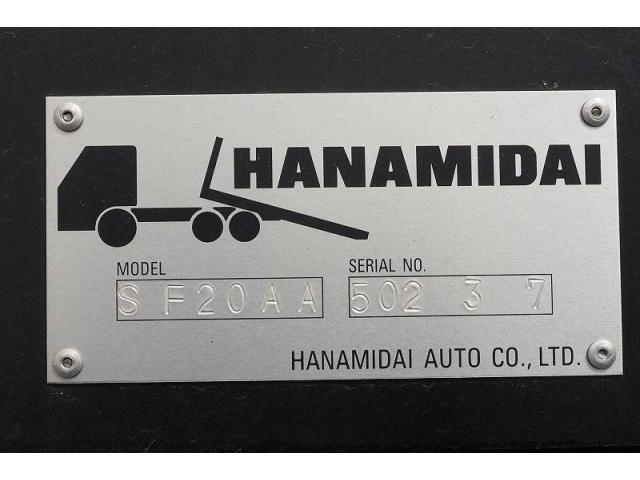 HANAMIDAI
MODEL
SERIAL NO.
SF20AA
502 3 7
HANAMIDAI AUTO CO., LTD.